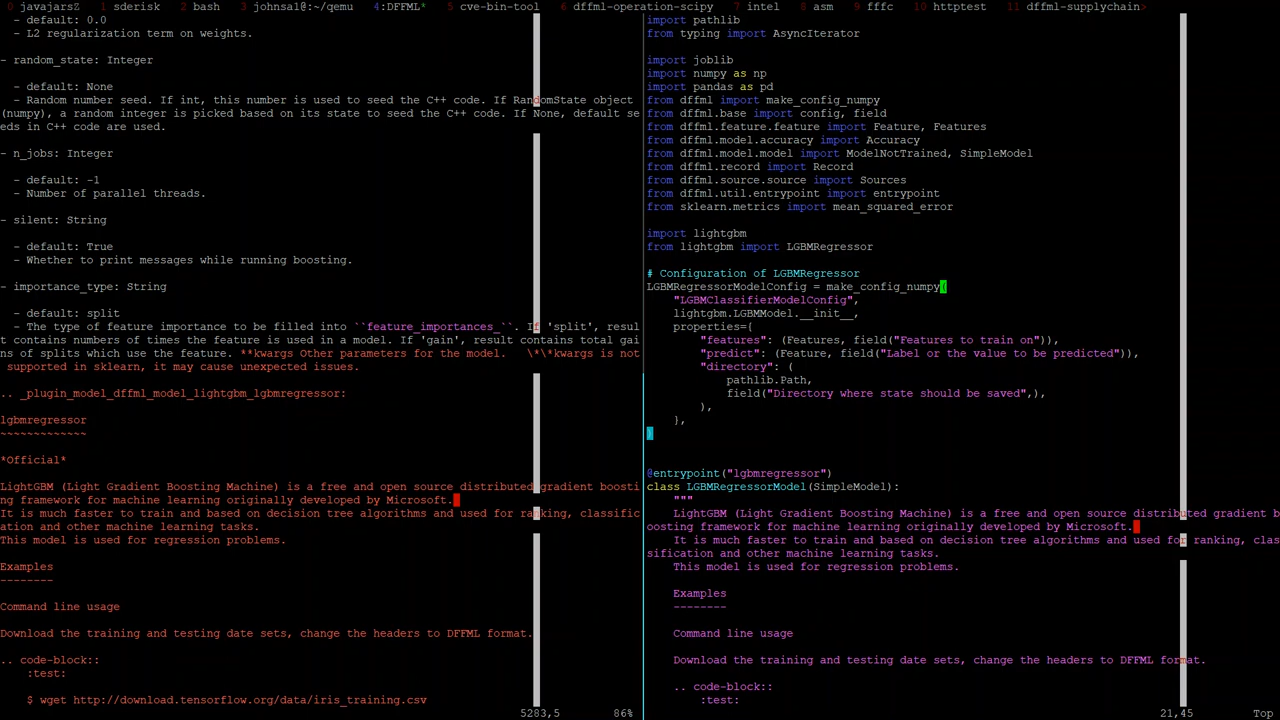 0 javajarsZ 1 sderisk 2 bash 3 johnsal@:~/qemu 4:DFFML* 5 cve-bin-tool 6 dffml-operation-scipy 7 intel 8 asm 9 fffc 10 httptest 11 dffml-supplychain>
- default: 0.0
- L2 regularization term on weights.
- random_state: Integer
- default: None
- Random number seed. If int, this number is used to seed the C++ code. If RandomState object
(numpy), a random integer is picked based on its state to seed the C++ code. If None, default se
eds in C++ code are used.
- n_jobs: Integer
- default: -1
- Number of parallel threads.
- silent: String
- default: True
- Whether to print messages while running boosting.
- importance_type: String
- default: split
- The type of feature importance to be filled into ``feature_importances_``. If 'split', resul
t contains numbers of times the feature is used in a model. If 'gain', result contains total gai
ns of splits which use the feature. **kwargs Other parameters for the model.   \*\*kwargs is not
supported in sklearn, it may cause unexpected issues.
.. _plugin_model_dffml_model_lightgbm_lgbmregressor:
lgbmregressor
~~~~~~~~~~~~~
*Official*
LightGBM (Light Gradient Boosting Machine) is a free and open source distributed gradient boosti
ng framework for machine learning originally developed by Microsoft.
It is much faster to train and based on decision tree algorithms and used for ranking, classific
ation and other machine learning tasks.
This model is used for regression problems.
Examples
--------
Command line usage
Download the training and testing date sets, change the headers to DFFML format.
.. code-block::
:test:
$ wget http://download.tensorflow.org/data/iris_training.csv
5283,5 86%
import pathlib
from typing import AsyncIterator
import joblib
import numpy as np
import pandas as pd
from dffml import make_config_numpy
from dffml.base import config, field
from dffml.feature.feature import Feature, Features
from dffml.model.accuracy import Accuracy
from dffml.model.model import ModelNotTrained, SimpleModel
from dffml.record import Record
from dffml.source.source import Sources
from dffml.util.entrypoint import entrypoint
from sklearn.metrics import mean_squared_error
import lightgbm
from lightgbm import LGBMRegressor
# Configuration of LGBMRegressor
LGBMRegressorModelConfig = make_config_numpy(
"LGBMClassifierModelConfig",
lightgbm.LGBMModel.__init__,
properties={
"features": (Features, field("Features to train on")),
"predict": (Feature, field("Label or the value to be predicted")),
"directory": (
pathlib.Path,
field("Directory where state should be saved",),
),
},
)
@entrypoint("lgbmregressor")
class LGBMRegressorModel(SimpleModel):
"""
LightGBM (Light Gradient Boosting Machine) is a free and open source distributed gradient b
oosting framework for machine learning originally developed by Microsoft.
It is much faster to train and based on decision tree algorithms and used for ranking, clas
sification and other machine learning tasks.
This model is used for regression problems.
Examples
--------
Command line usage
Download the training and testing date sets, change the headers to DFFML format.
.. code-block::
:test:
21,45 Top